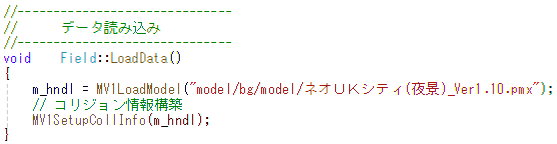 //-----------------------------
//	データ読み込み
//-----------------------------
void	Field::LoadData()
{
	m_hndl = MV1LoadModel("model/bg/model/ネオUKシティ(夜景)_Ver1.10.pmx");
	// コリジョン情報構築
	MV1SetupCollInfo(m_hndl);
}